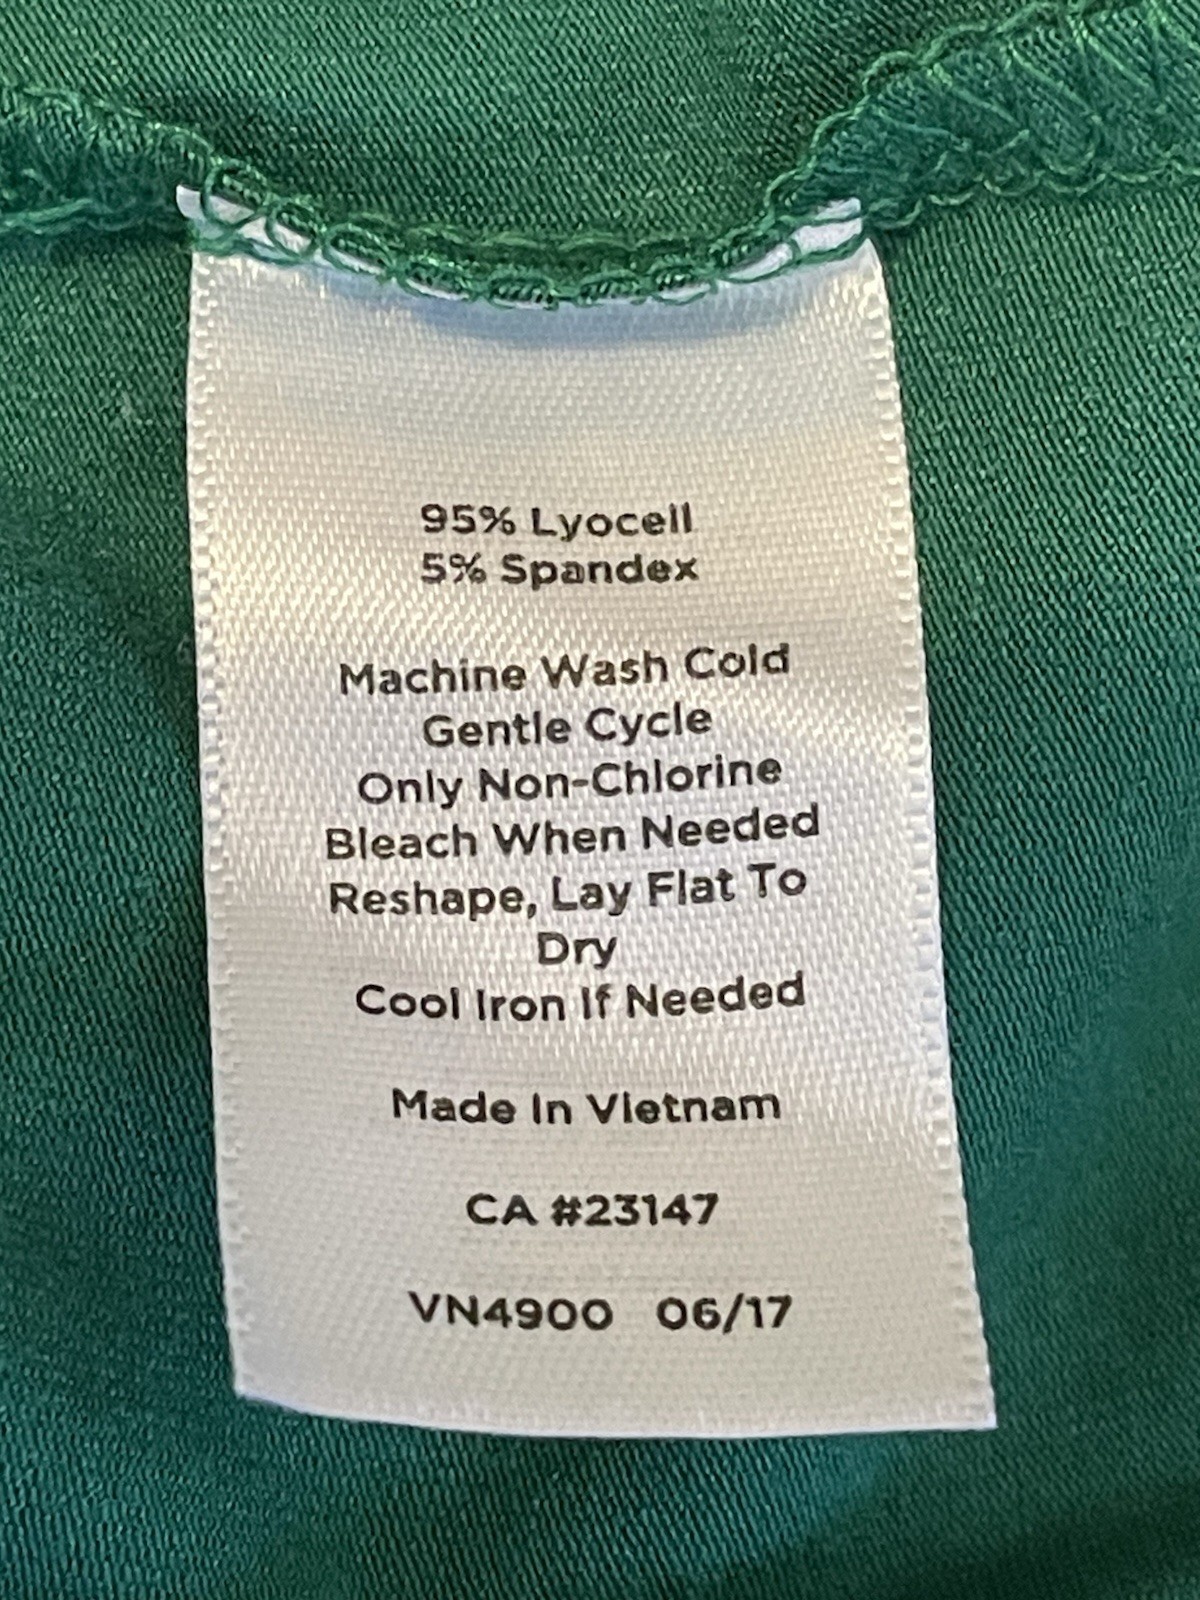 95% Lyocell
5% Spandex
Machine Wash Cold
Gentle Cycle
Only Non-Chlorine
Bleach When Needed
Reshape, Lay Flat To
Dry
Cool Iron If Needed
Made In Vietnam
CA #23147
VN4900 06/17